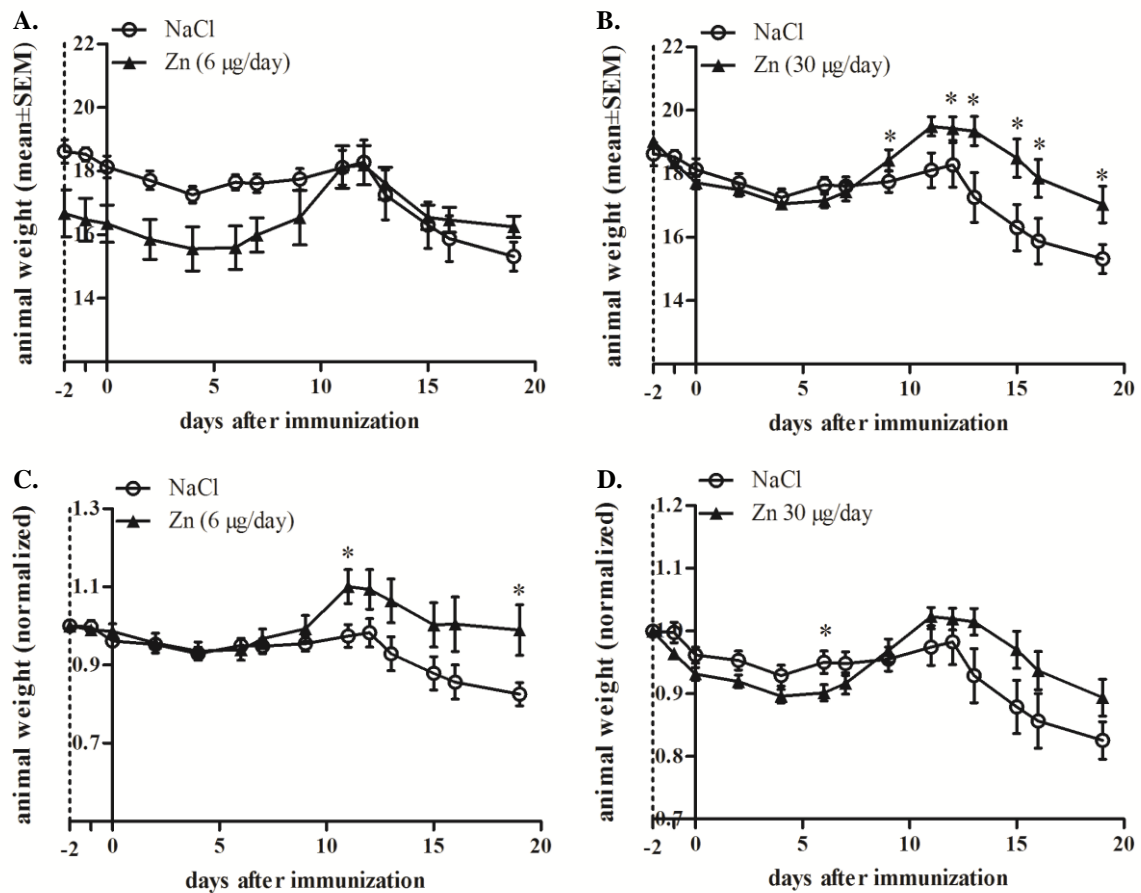 A.
NaCl
Zn (6 μg/day)
animal weight (mean±SEM)
22
20
18
16
14
-2 0 5 10 15 20
days after immunization
B.
NaCl
Zn (30 μg/day)
animal weight (mean±SEM)
22
20
18
16
14
* * * * * *
-2 0 5 10 15 20
days after immunization
C.
NaCl
Zn (6 μg/day)
animal weight (normalized)
1.3
1.1
0.9
0.7
* *
-2 0 5 10 15 20
days after immunization
D.
NaCl
Zn 30 μg/day
animal weight (normalized)
1.2
1.1
1.0
0.9
0.8
0.7
*
-2 0 5 10 15 20
days after immunization